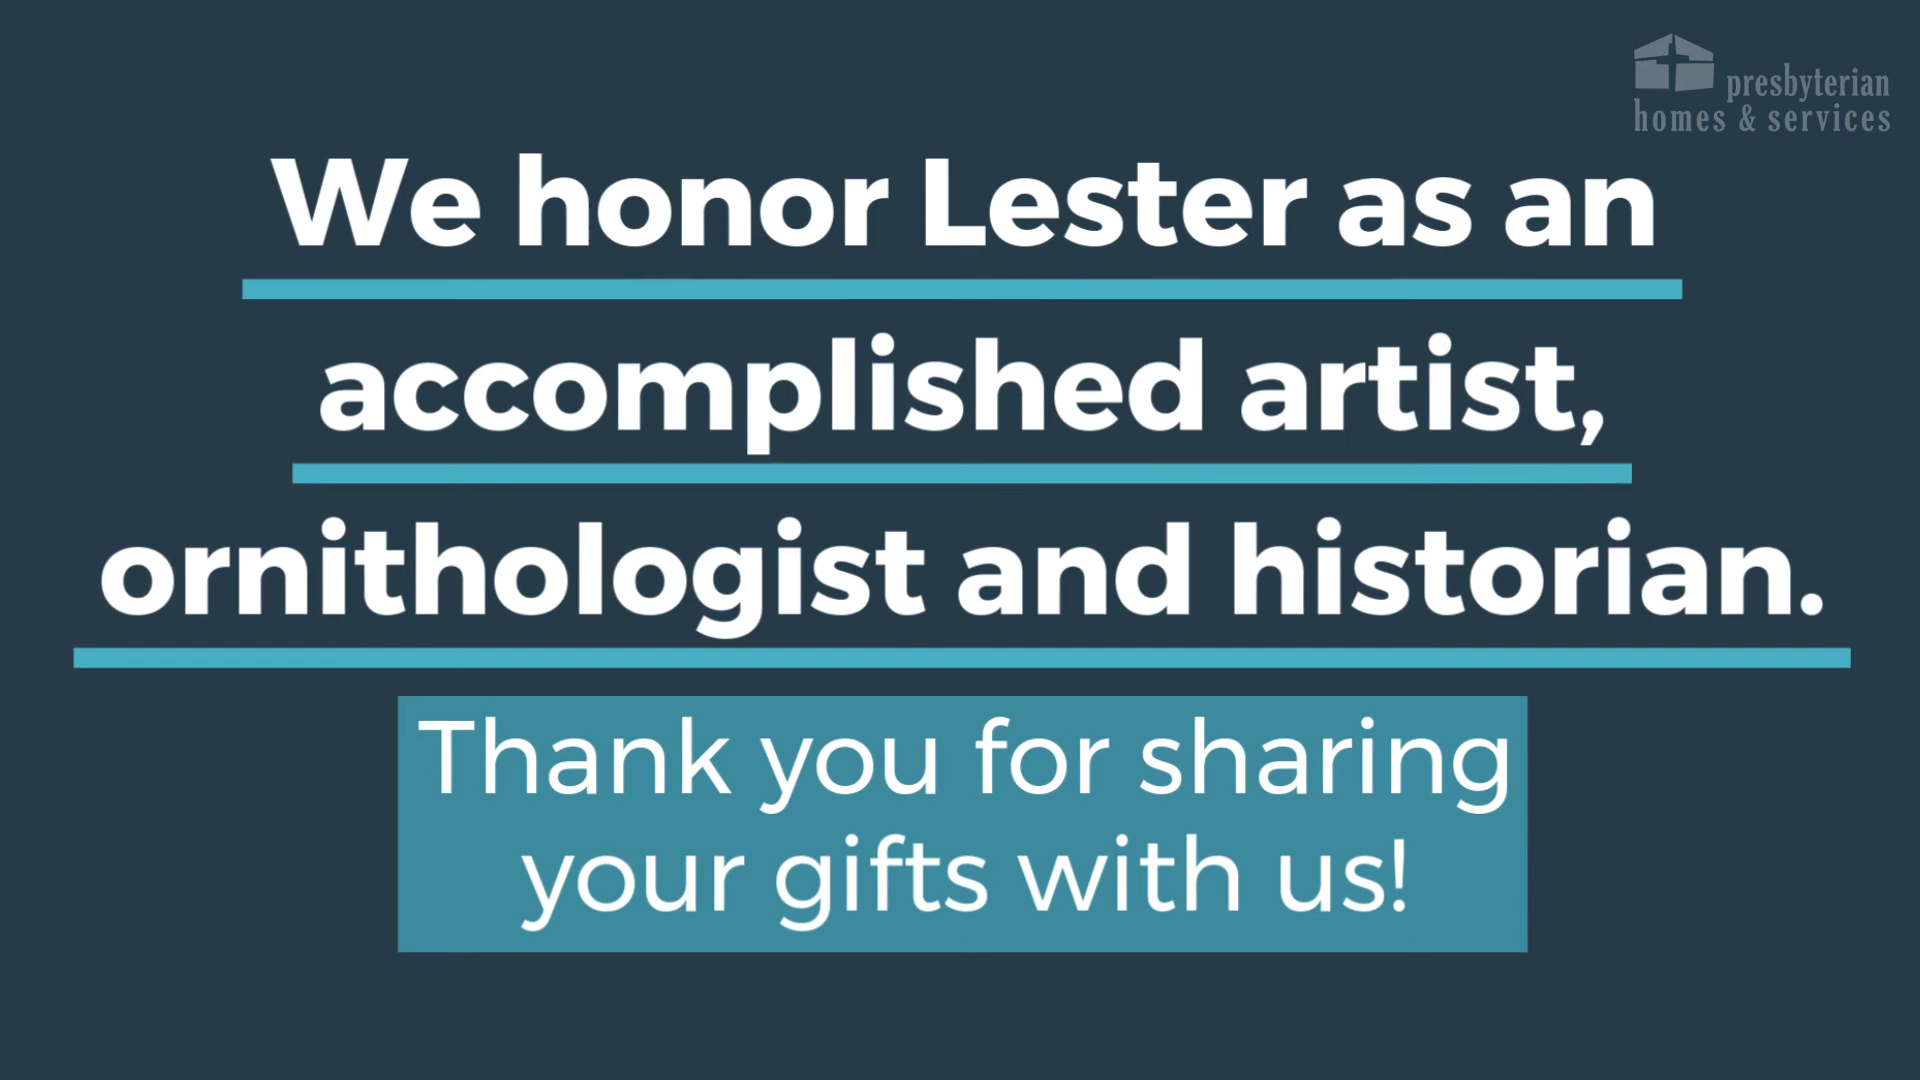 presbyterian
homes & services
We honor Lester as an
accomplished artist,
ornithologist and historian.
Thank you for sharing
your gifts with us!